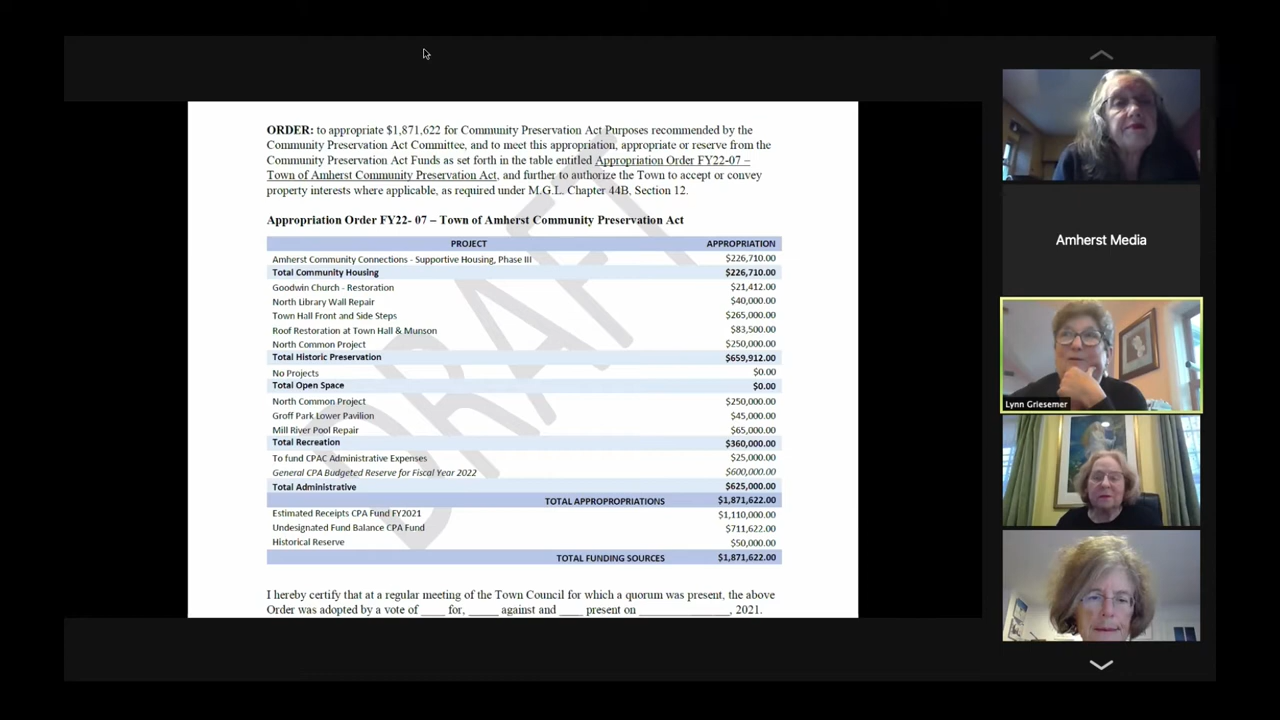 ORDER: to appropriate $1,871,622 for Community Preservation Act Purposes recommended by the
Community Preservation Act Committee, and to meet this appropriation, appropriate or reserve from the
Community Preservation Act Funds as set forth in the table entitled Appropriation Order FY22-07 –
Town of Amherst Community Preservation Act, and further to authorize the Town to accept or convey
property interests where applicable, as required under M.G.L. Chapter 44B, Section 12.
Appropriation Order FY22- 07 – Town of Amherst Community Preservation Act
PROJECT APPROPRIATION
Amherst Community Connections - Supportive Housing, Phase III $226,710.00
Total Community Housing $226,710.00
Goodwin Church - Restoration $21,412.00
North Library Wall Repair $40,000.00
Town Hall Front and Side Steps $265,000.00
Roof Restoration at Town Hall & Munson $83,500.00
North Common Project $250,000.00
Total Historic Preservation $659,912.00
No Projects $0.00
Total Open Space $0.00
North Common Project $250,000.00
Groff Park Lower Pavilion $45,000.00
Mill River Pool Repair $65,000.00
Total Recreation $360,000.00
To fund CPAC Administrative Expenses $25,000.00
General CPA Budgeted Reserve for Fiscal Year 2022 $600,000.00
Total Administrative $625,000.00
TOTAL APPROPROPRIATIONS $1,871,622.00
Estimated Receipts CPA Fund FY2021 $1,110,000.00
Undesignated Fund Balance CPA Fund $711,622.00
Historical Reserve $50,000.00
TOTAL FUNDING SOURCES $1,871,622.00
I hereby certify that at a regular meeting of the Town Council for which a quorum was present, the above
Order was adopted by a vote of ____ for, _____ against and ____ present on ________________, 2021.
DRAFT
Amherst Media
Lynn Griesemer